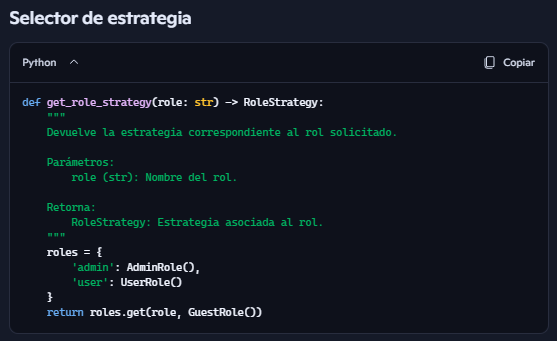 Selector de estrategia
Python
Copiar
def get_role_strategy(role: str) -> RoleStrategy:
    """
    Devuelve la estrategia correspondiente al rol solicitado.

    Parámetros:
        role (str): Nombre del rol.

    Retorna:
        RoleStrategy: Estrategia asociada al rol.
    """
    roles = {
        'admin': AdminRole(),
        'user': UserRole()
    }
    return roles.get(role, GuestRole())